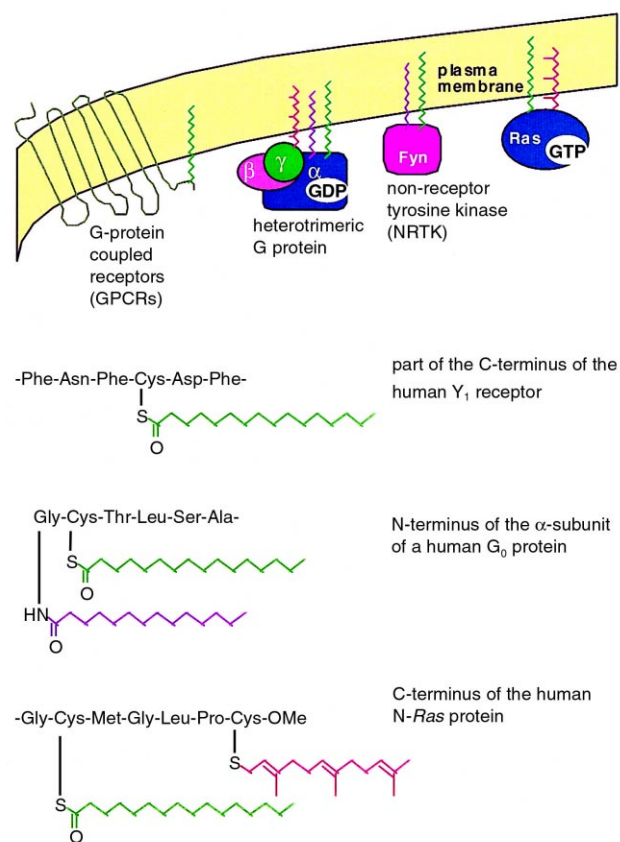 plasma
membrane
β
γ
α
GDP
Fyn
Ras
GTP
G-protein
coupled
receptors
(GPCRs)
heterotrimeric
G protein
non-receptor
tyrosine kinase
(NRTK)
-Phe-Asn-Phe-Cys-Asp-Phe-
S
O
part of the C-terminus of the
human Y₁ receptor
Gly-Cys-Thr-Leu-Ser-Ala-
S
O
HN
O
N-terminus of the α-subunit
of a human G₀ protein
-Gly-Cys-Met-Gly-Leu-Pro-Cys-OMe
S
S
O
C-terminus of the human
N-Ras protein